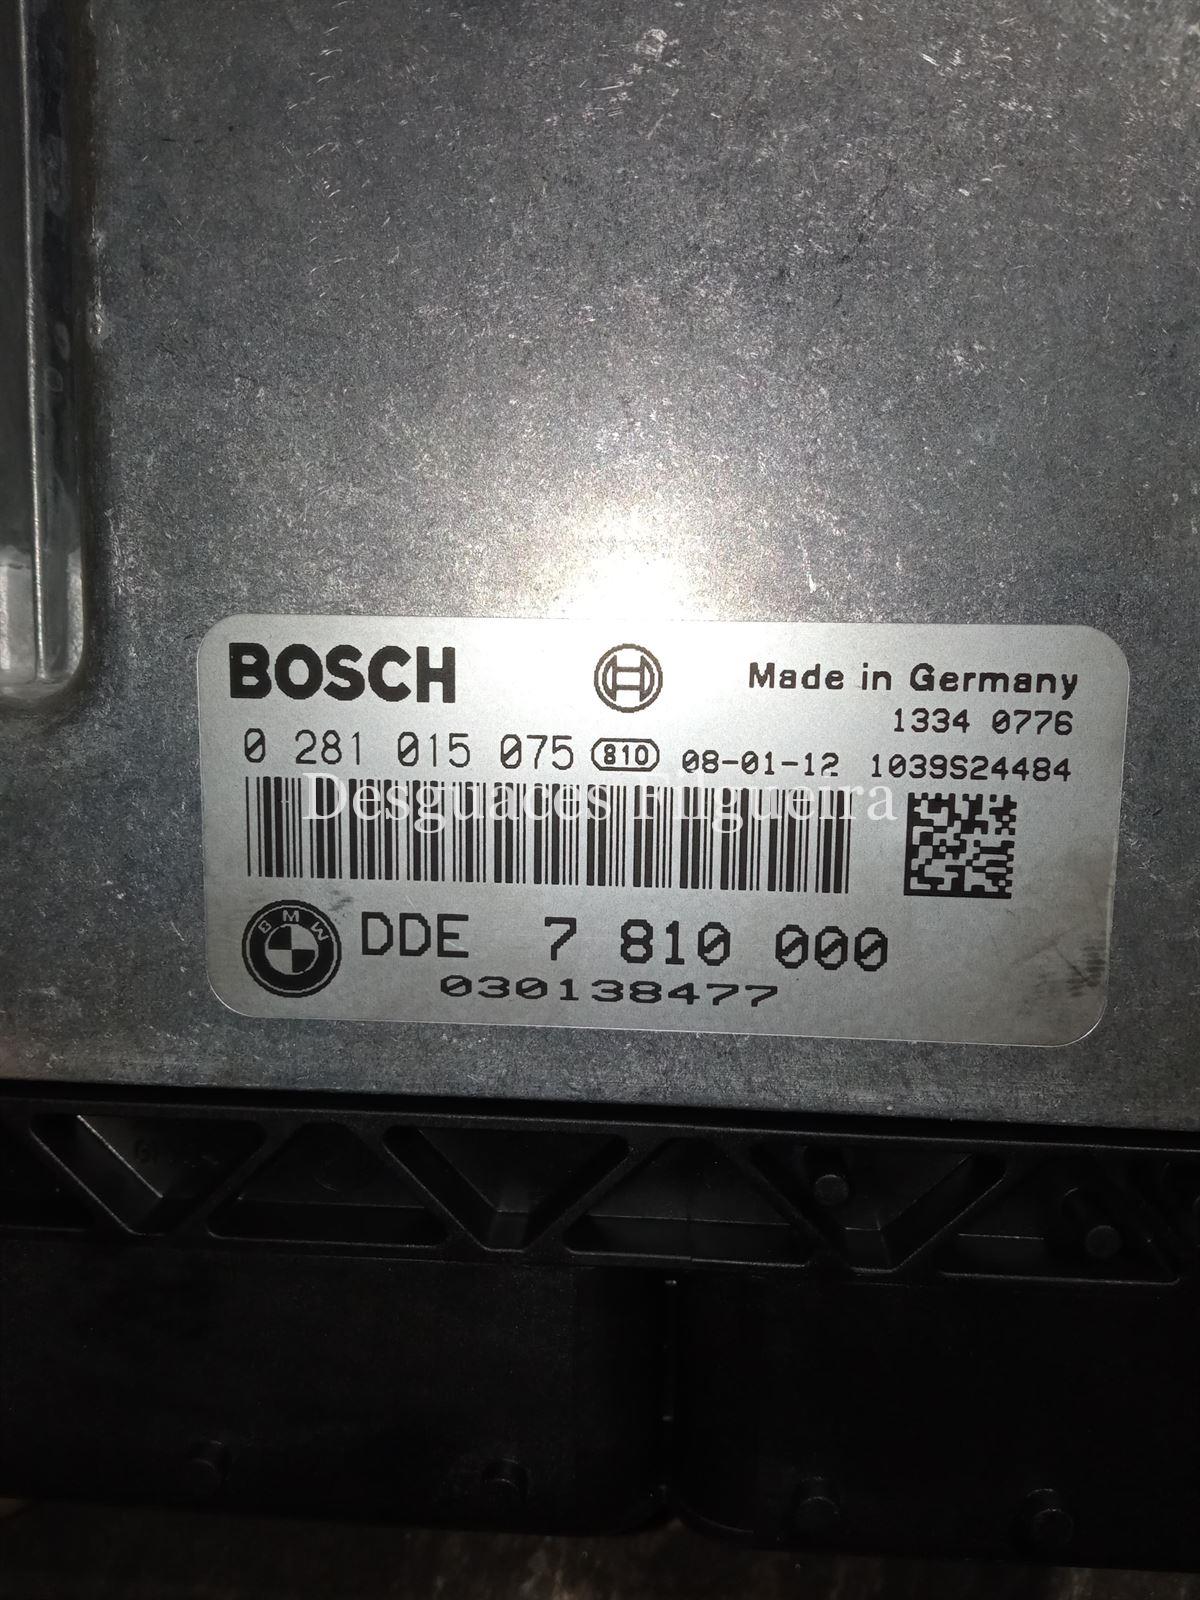 BOSCH
Made in Germany
1334 0776
0 281 015 075 810 08-01-12 1039S24484
Desguaces Figueira
BMW
DDE 7 810 000
030138477